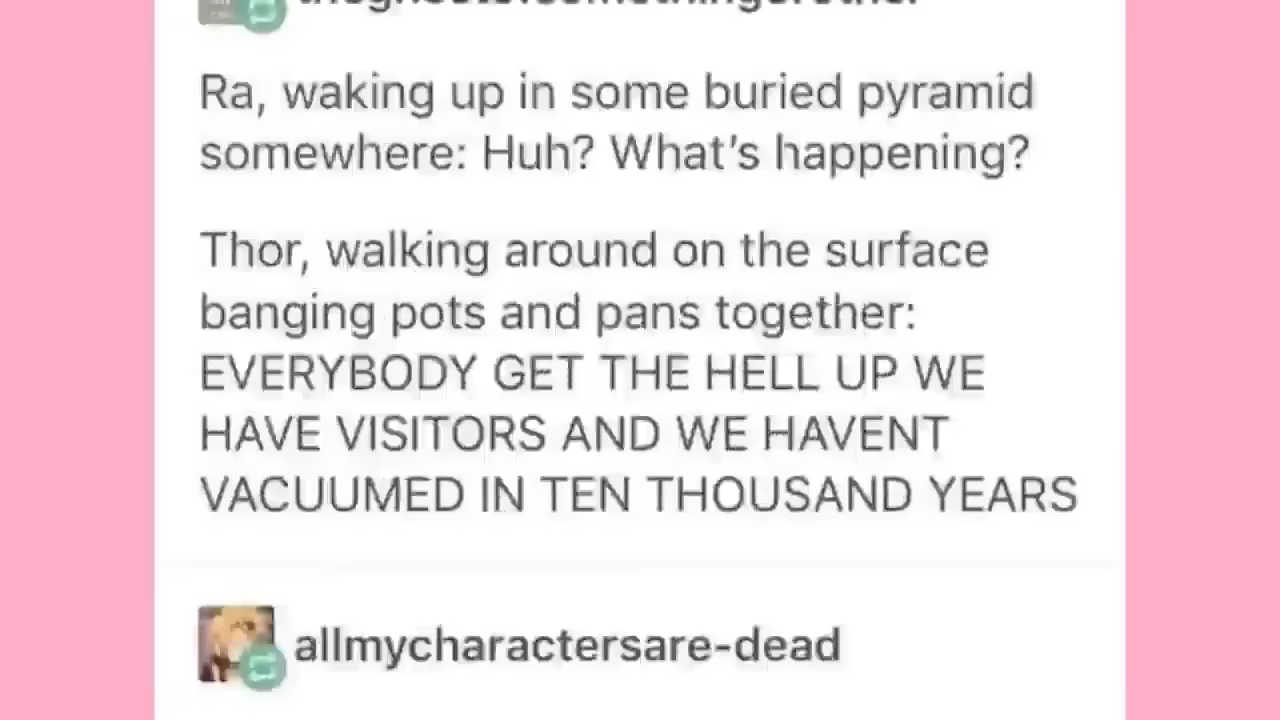 Ra, waking up in some buried pyramid
somewhere: Huh? What's happening?
Thor, walking around on the surface
banging pots and pans together:
EVERYBODY GET THE HELL UP WE
HAVE VISITORS AND WE HAVENT
VACUUMED IN TEN THOUSAND YEARS
allmycharactersare-dead